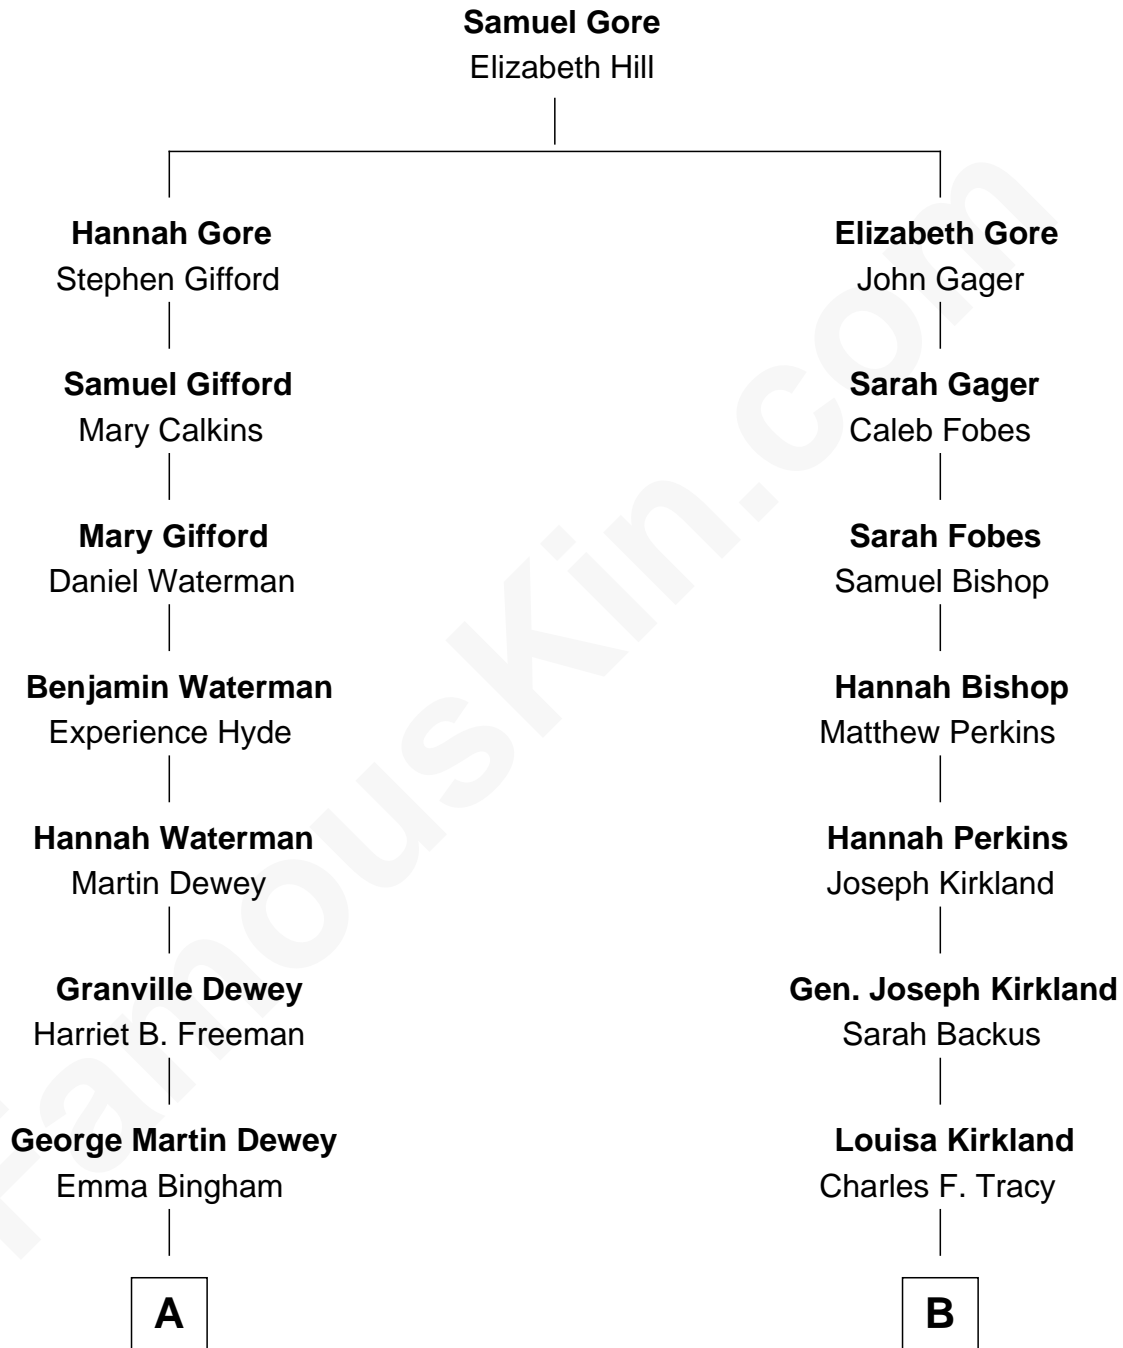 Samuel Gore
Elizabeth Hill
Hannah Gore
Stephen Gifford
Samuel Gifford
Mary Calkins
Mary Gifford
Daniel Waterman
Benjamin Waterman
Experience Hyde
Hannah Waterman
Martin Dewey
Granville Dewey
Harriet B. Freeman
George Martin Dewey
Emma Bingham
A
Elizabeth Gore
John Gager
Sarah Gager
Caleb Fobes
Sarah Fobes
Samuel Bishop
Hannah Bishop
Matthew Perkins
Hannah Perkins
Joseph Kirkland
Gen. Joseph Kirkland
Sarah Backus
Louisa Kirkland
Charles F. Tracy
B
FamousKin.com